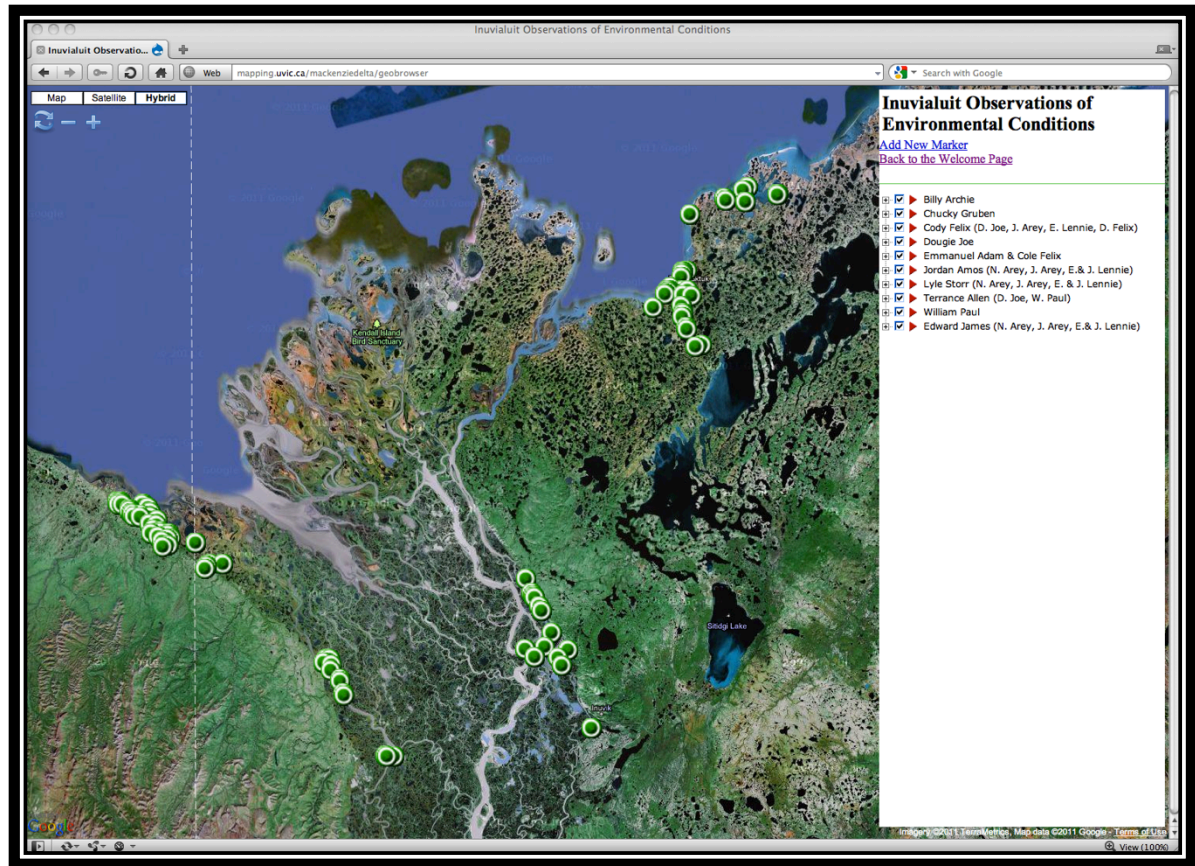 Inuvialuit Observations of Environmental Conditions
Inuvialuit Observatio...
Web mapping.uvic.ca/mackenziedelta/geobrowser
Search with Google
Map Satellite Hybrid
Inuvialuit Observations of
Environmental Conditions
Add New Marker
Back to the Welcome Page
Billy Archie
Chucky Gruben
Cody Felix (D. Joe, J. Arey, E. Lennie, D. Felix)
Dougie Joe
Emmanuel Adam & Cole Felix
Jordan Amos (N. Arey, J. Arey, E.& J. Lennie)
Lyle Storr (N. Arey, J. Arey, E. & J. Lennie)
Terrance Allen (D. Joe, W. Paul)
William Paul
Edward James (N. Arey, J. Arey, E.& J. Lennie)
Kendall Island
Bird Sanctuary
Sitidgi Lake
Inuvik
Google
Imagery ©2011 TerraMetrics, Map data ©2011 Google - Terms of Use
View (100%)